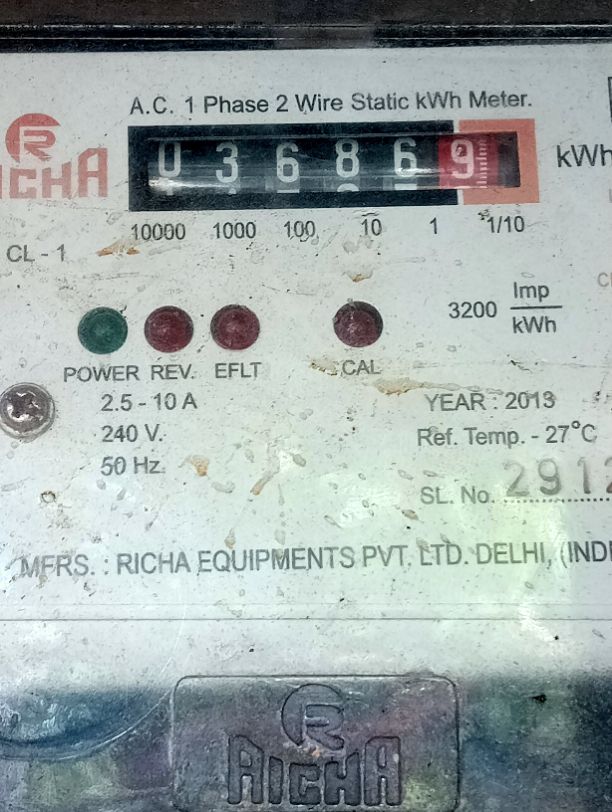 A.C. 1 Phase 2 Wire Static kWh Meter.
RICHA
0 3 6 8 6 9 kWh
10000 1000 100 10 1 1/10
CL - 1
3200 Imp/kWh
POWER REV. EFLT CAL
2.5 - 10 A
YEAR : 2013
240 V.
Ref. Temp. - 27°C
50 Hz.
SL. No. 2912
MFRS. : RICHA EQUIPMENTS PVT. LTD. DELHI, (INDI
RICHA